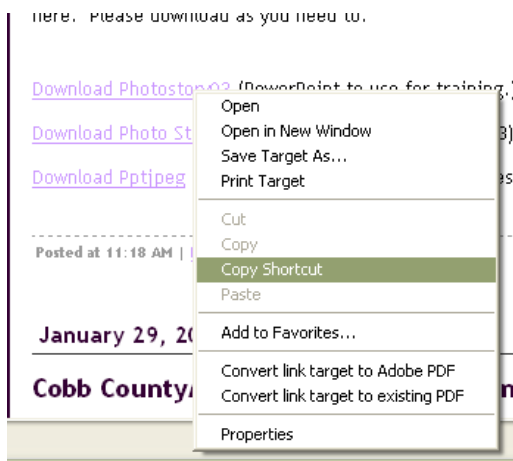 here. Please download as you need to.
Download Photostory03 (PowerPoint to use for training.)
Download Photo St 3)
Download Pptjpeg es
Open
Open in New Window
Save Target As...
Print Target
Cut
Copy
Copy Shortcut
Paste
Add to Favorites...
Convert link target to Adobe PDF
Convert link target to existing PDF
Properties
Posted at 11:18 AM |
January 29, 20
Cobb County/